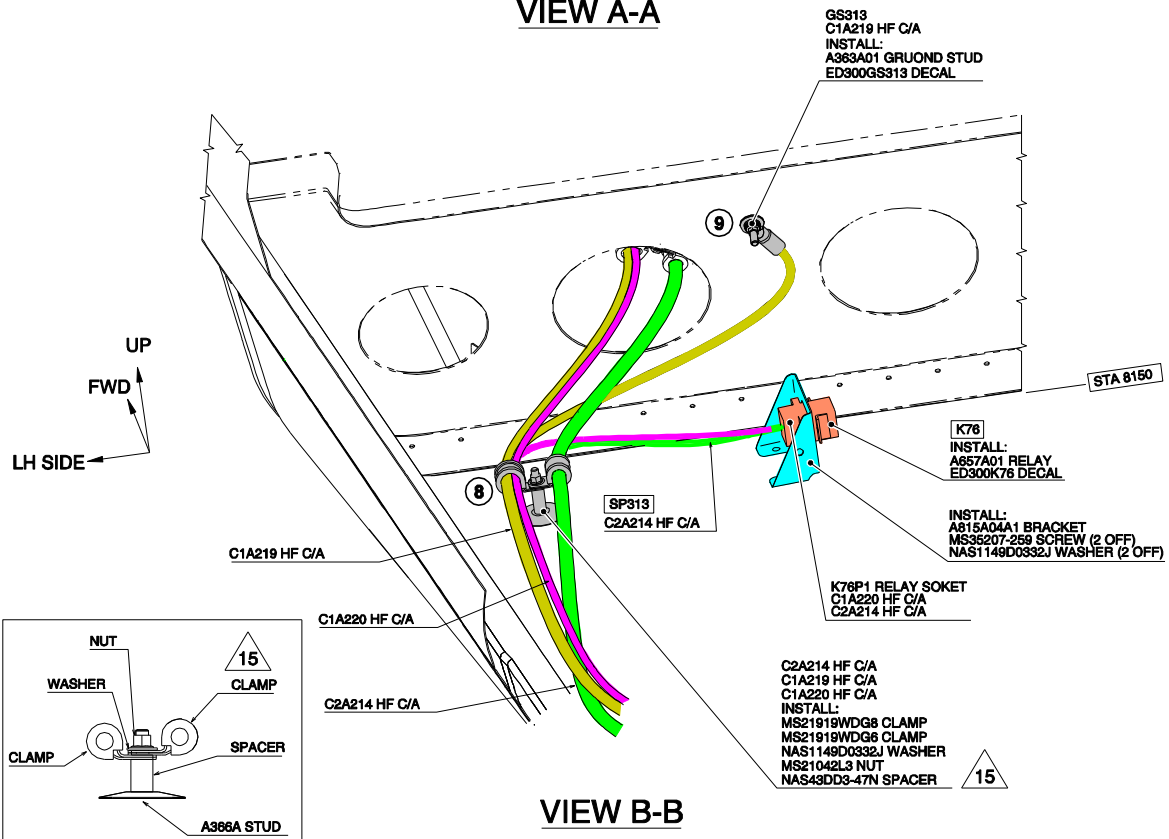 VIEW A-A
GS313
C1A219 HF C/A
INSTALL:
A363A01 GRUOND STUD
ED300GS313 DECAL
9
UP
FWD
LH SIDE
STA 8150
K76
INSTALL:
A657A01 RELAY
ED300K76 DECAL
8
SP313
C2A214 HF C/A
INSTALL:
A815A04A1 BRACKET
MS35207-259 SCREW (2 OFF)
NAS1149D0332J WASHER (2 OFF)
C1A219 HF C/A
K76P1 RELAY SOKET
C1A220 HF C/A
C2A214 HF C/A
C1A220 HF C/A
C2A214 HF C/A
C2A214 HF C/A
C1A219 HF C/A
C1A220 HF C/A
INSTALL:
MS21919WDG8 CLAMP
MS21919WDG6 CLAMP
NAS1149D0332J WASHER
MS21042L3 NUT
NAS43DD3-47N SPACER
15
NUT
15
WASHER
CLAMP
CLAMP
SPACER
A366A STUD
VIEW B-B